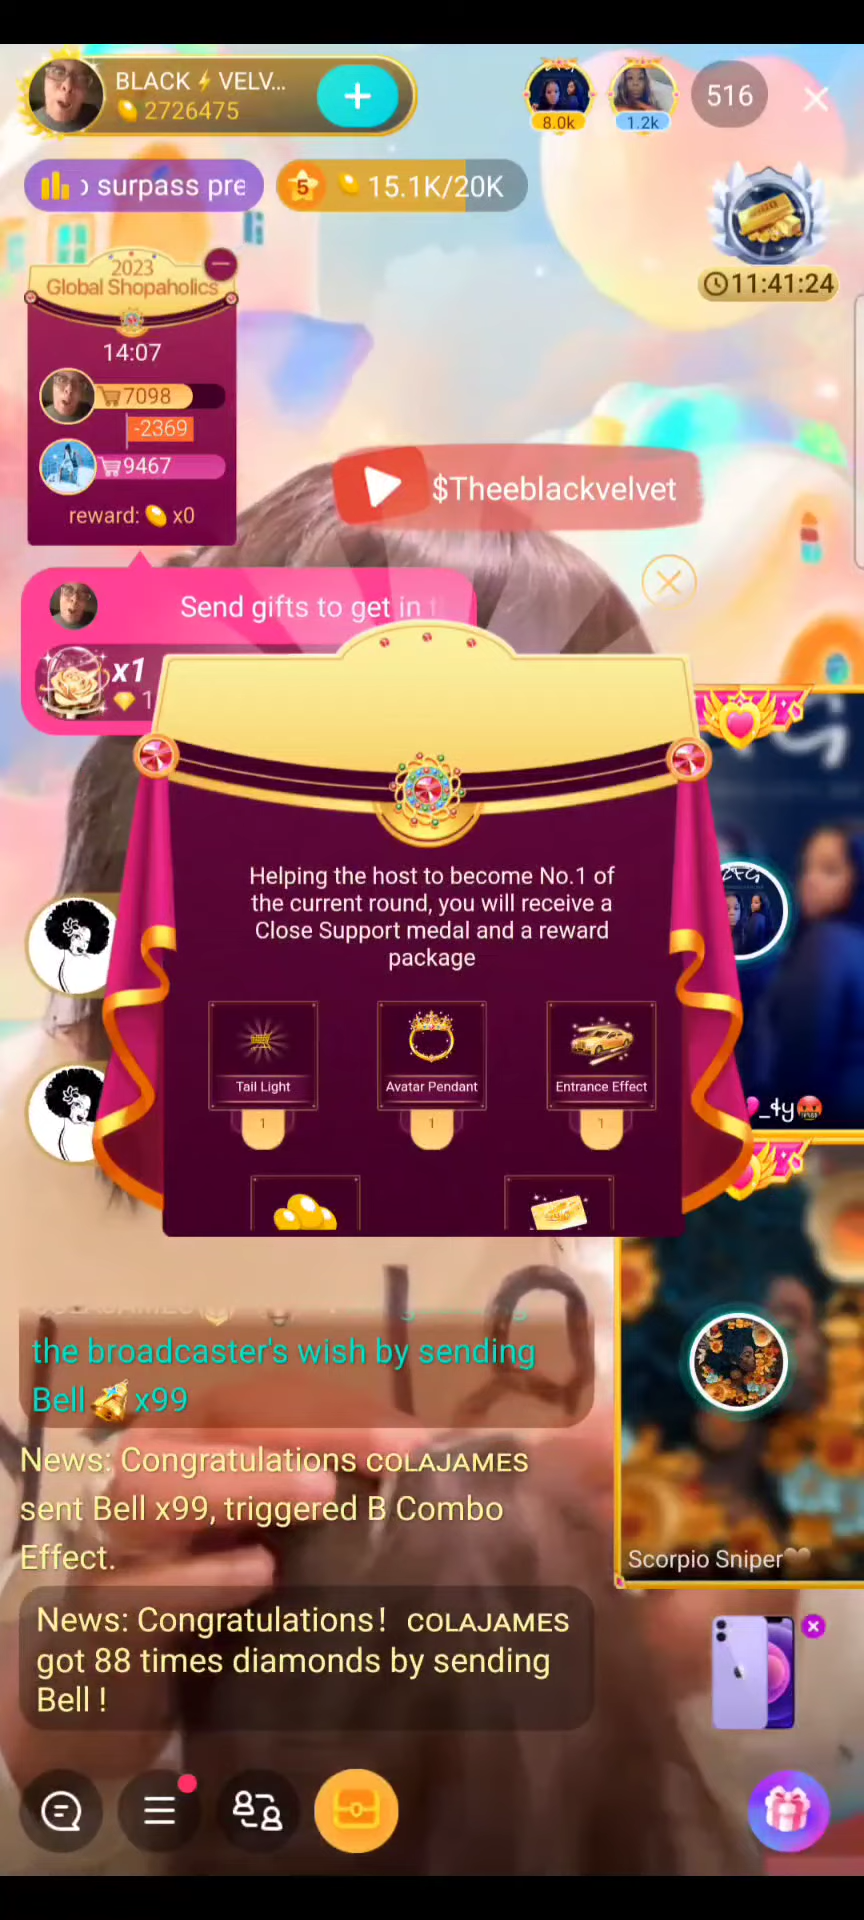 BLACK⚡VELV...
2726475
8.0k
1.2k
516
surpass pre
5
15.1K/20K
11:41:24
2023
Global Shopaholics
14:07
7098
-2369
9467
reward: x0
$Theeblackvelvet
Send gifts to get in
x1
1
Helping the host to become No.1 of
the current round, you will receive a
Close Support medal and a reward
package
Tail Light
Avatar Pendant
Entrance Effect
1
1
1
_4y
the broadcaster's wish by sending
Bell x99
News: Congratulations ᴄᴏʟᴀᴊᴀᴍᴇs
sent Bell x99, triggered B Combo
Effect.
Scorpio Sniper
News: Congratulations! ᴄᴏʟᴀᴊᴀᴍᴇs
got 88 times diamonds by sending
Bell !